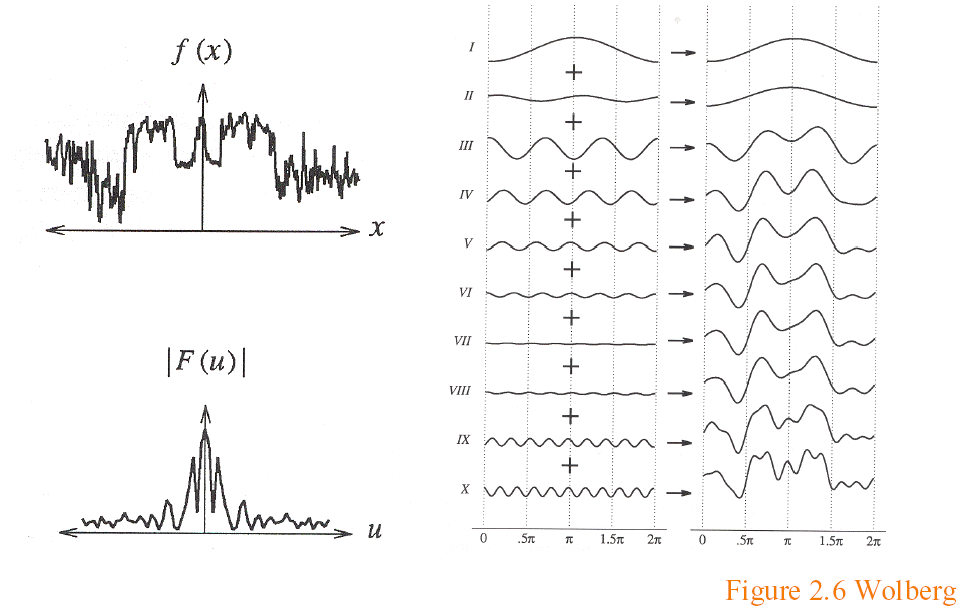 f (x)
x
|F (u)|
u
I
+
II
+
III
+
IV
+
V
+
VI
+
VII
+
VIII
+
IX
+
X
0 .5π π 1.5π 2π
0 .5π π 1.5π 2π
Figure 2.6 Wolberg